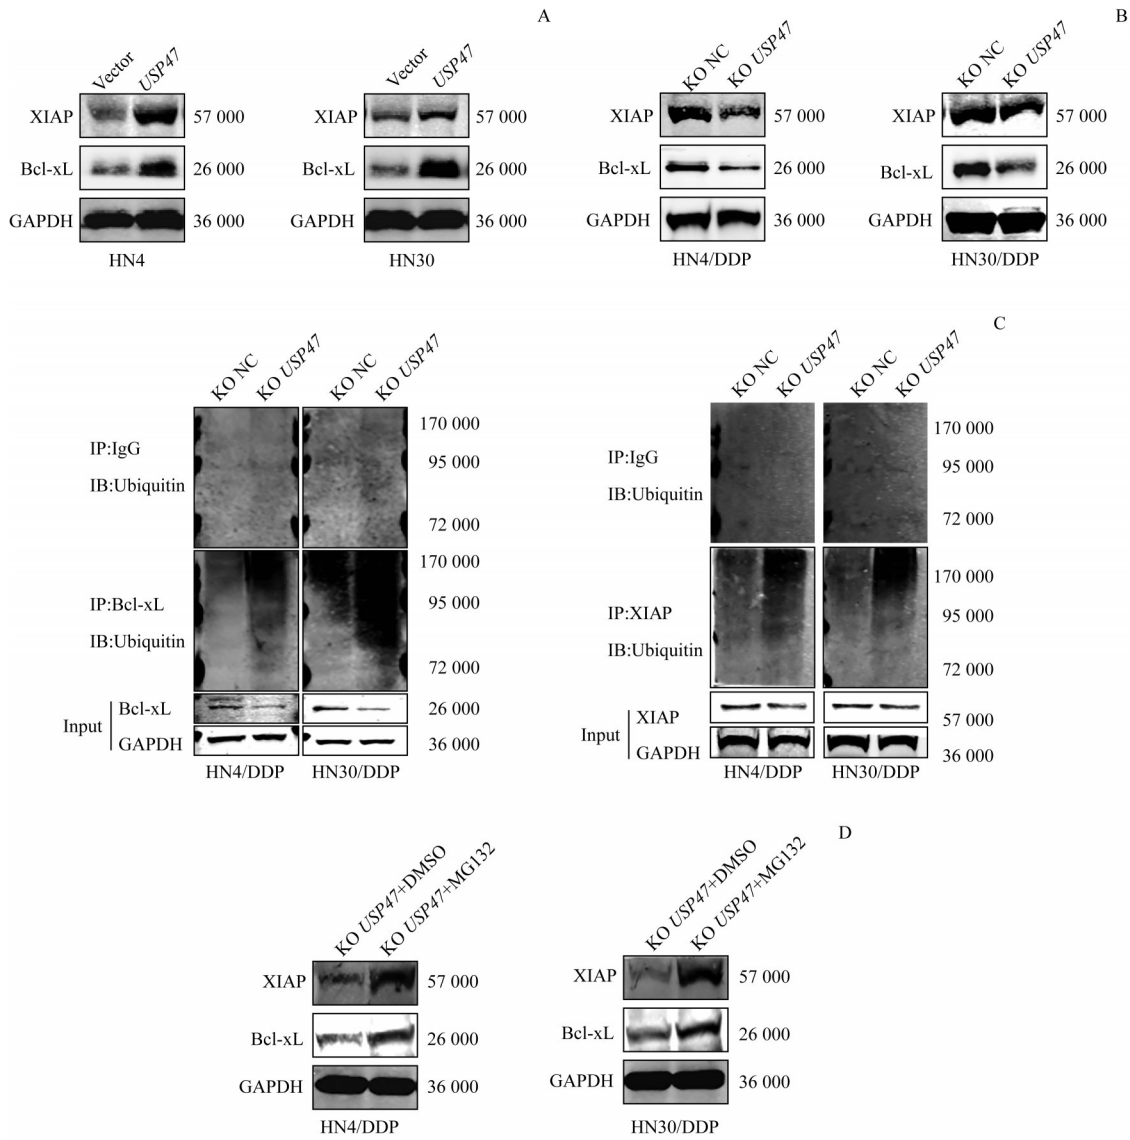 A
Vector USP47
XIAP 57 000
Bcl-xL 26 000
GAPDH 36 000
HN4
Vector USP47
XIAP 57 000
Bcl-xL 26 000
GAPDH 36 000
HN30
B
KO NC KO USP47
XIAP 57 000
Bcl-xL 26 000
GAPDH 36 000
HN4/DDP
KO NC KO USP47
XIAP 57 000
Bcl-xL 26 000
GAPDH 36 000
HN30/DDP
C
KO NC KO USP47 KO NC KO USP47
170 000
IP:IgG
95 000
IB:Ubiquitin
72 000
170 000
IP:Bcl-xL 95 000
IB:Ubiquitin
72 000
Input Bcl-xL 26 000
GAPDH 36 000
HN4/DDP HN30/DDP
KO NC KO USP47 KO NC KO USP47
170 000
IP:IgG 95 000
IB:Ubiquitin
72 000
170 000
IP:XIAP 95 000
IB:Ubiquitin
72 000
Input XIAP 57 000
GAPDH 36 000
HN4/DDP HN30/DDP
D
KO USP47+DMSO KO USP47+MG132
XIAP 57 000
Bcl-xL 26 000
GAPDH 36 000
HN4/DDP
KO USP47+DMSO KO USP47+MG132
XIAP 57 000
Bcl-xL 26 000
GAPDH 36 000
HN30/DDP